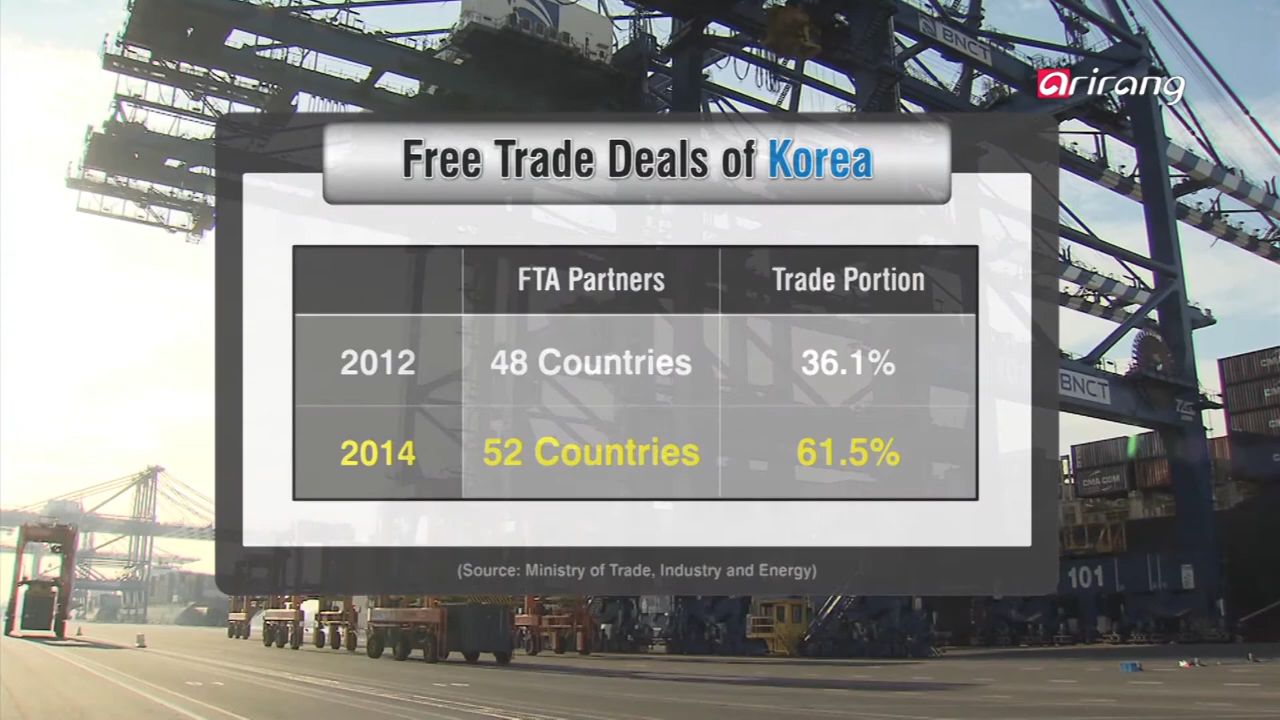 BNCT
arirang
Free Trade Deals of Korea
FTA Partners Trade Portion
2012 48 Countries 36.1%
2014 52 Countries 61.5%
BNCT
CMA CGM
(Source: Ministry of Trade, Industry and Energy)
101